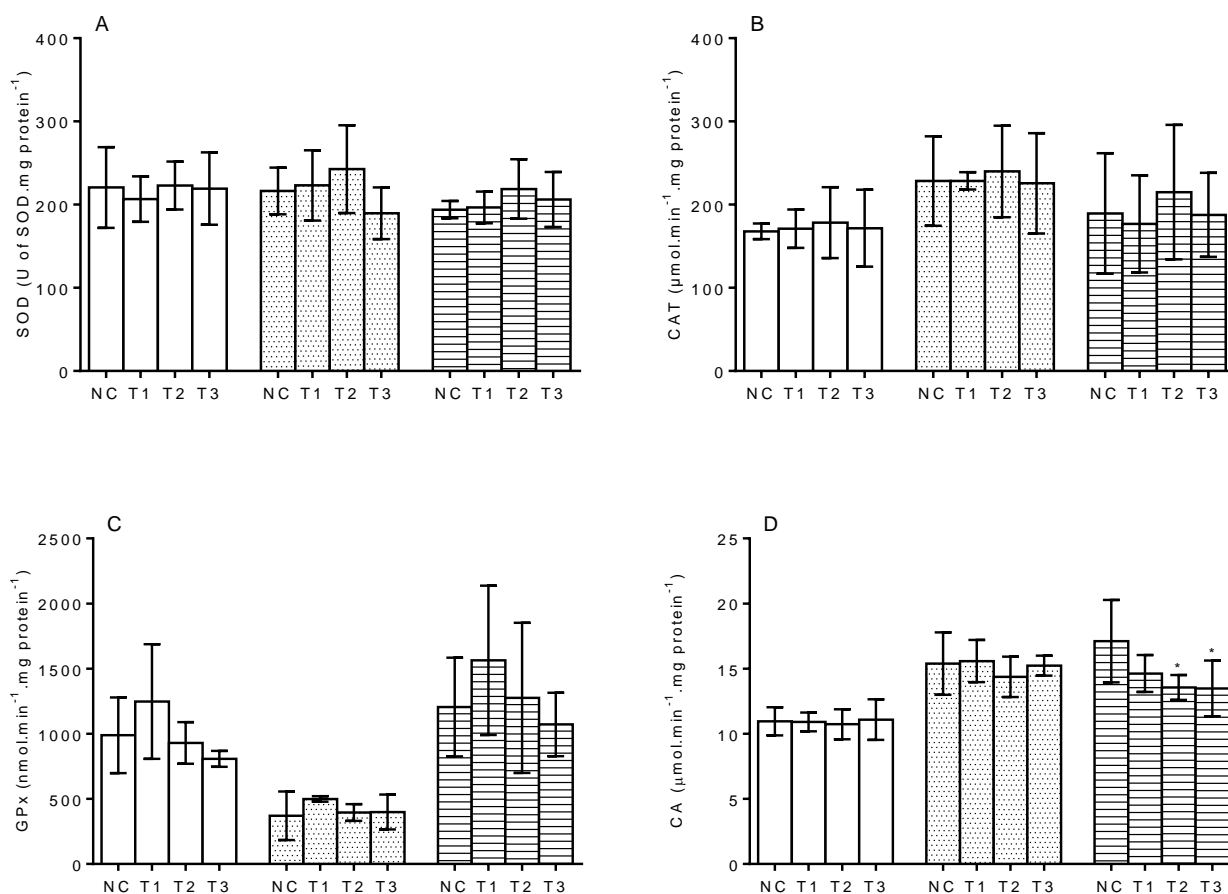 A
SOD (U of SOD.mg protein⁻¹)
400
300
200
100
0
NC T1 T2 T3 NC T1 T2 T3 NC T1 T2 T3
B
CAT (μmol.min⁻¹.mg protein⁻¹)
400
300
200
100
0
NC T1 T2 T3 NC T1 T2 T3 NC T1 T2 T3
C
GPx (nmol.min⁻¹.mg protein⁻¹)
2500
2000
1500
1000
500
0
NC T1 T2 T3 NC T1 T2 T3 NC T1 T2 T3
D
CA (μmol.min⁻¹.mg protein⁻¹)
25
20
15
10
5
0
* *
NC T1 T2 T3 NC T1 T2 T3 NC T1 T2 T3